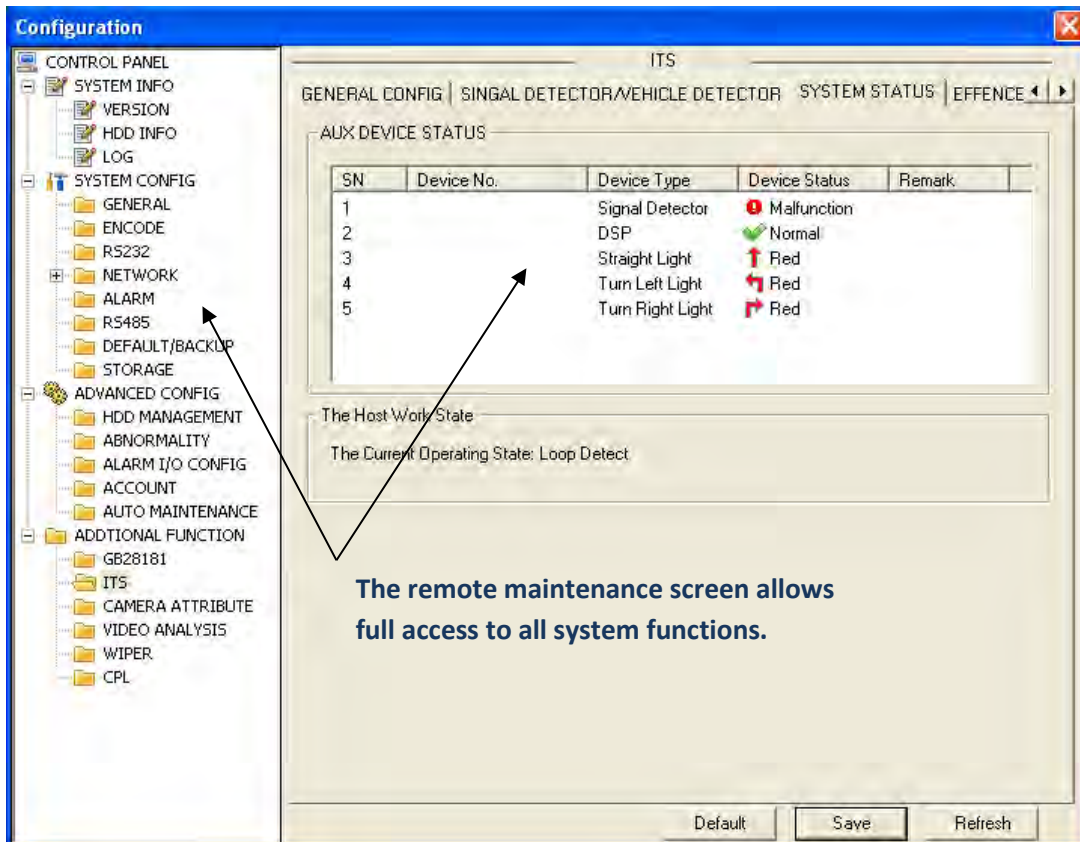 Configuration
CONTROL PANEL
SYSTEM INFO
VERSION
HDD INFO
LOG
SYSTEM CONFIG
GENERAL
ENCODE
RS232
NETWORK
ALARM
RS485
DEFAULT/BACKUP
STORAGE
ADVANCED CONFIG
HDD MANAGEMENT
ABNORMALITY
ALARM I/O CONFIG
ACCOUNT
AUTO MAINTENANCE
ADDTIONAL FUNCTION
GB28181
ITS
CAMERA ATTRIBUTE
VIDEO ANALYSIS
WIPER
CPL
ITS
GENERAL CONFIG SINGAL DETECTOR/VEHICLE DETECTOR SYSTEM STATUS EFFENCE
AUX DEVICE STATUS
SN Device No. Device Type Device Status Remark
1 Signal Detector Malfunction
2 DSP Normal
3 Straight Light Red
4 Turn Left Light Red
5 Turn Right Light Red
The Host Work State
The Current Operating State: Loop Detect
The remote maintenance screen allows
full access to all system functions.
Default Save Refresh